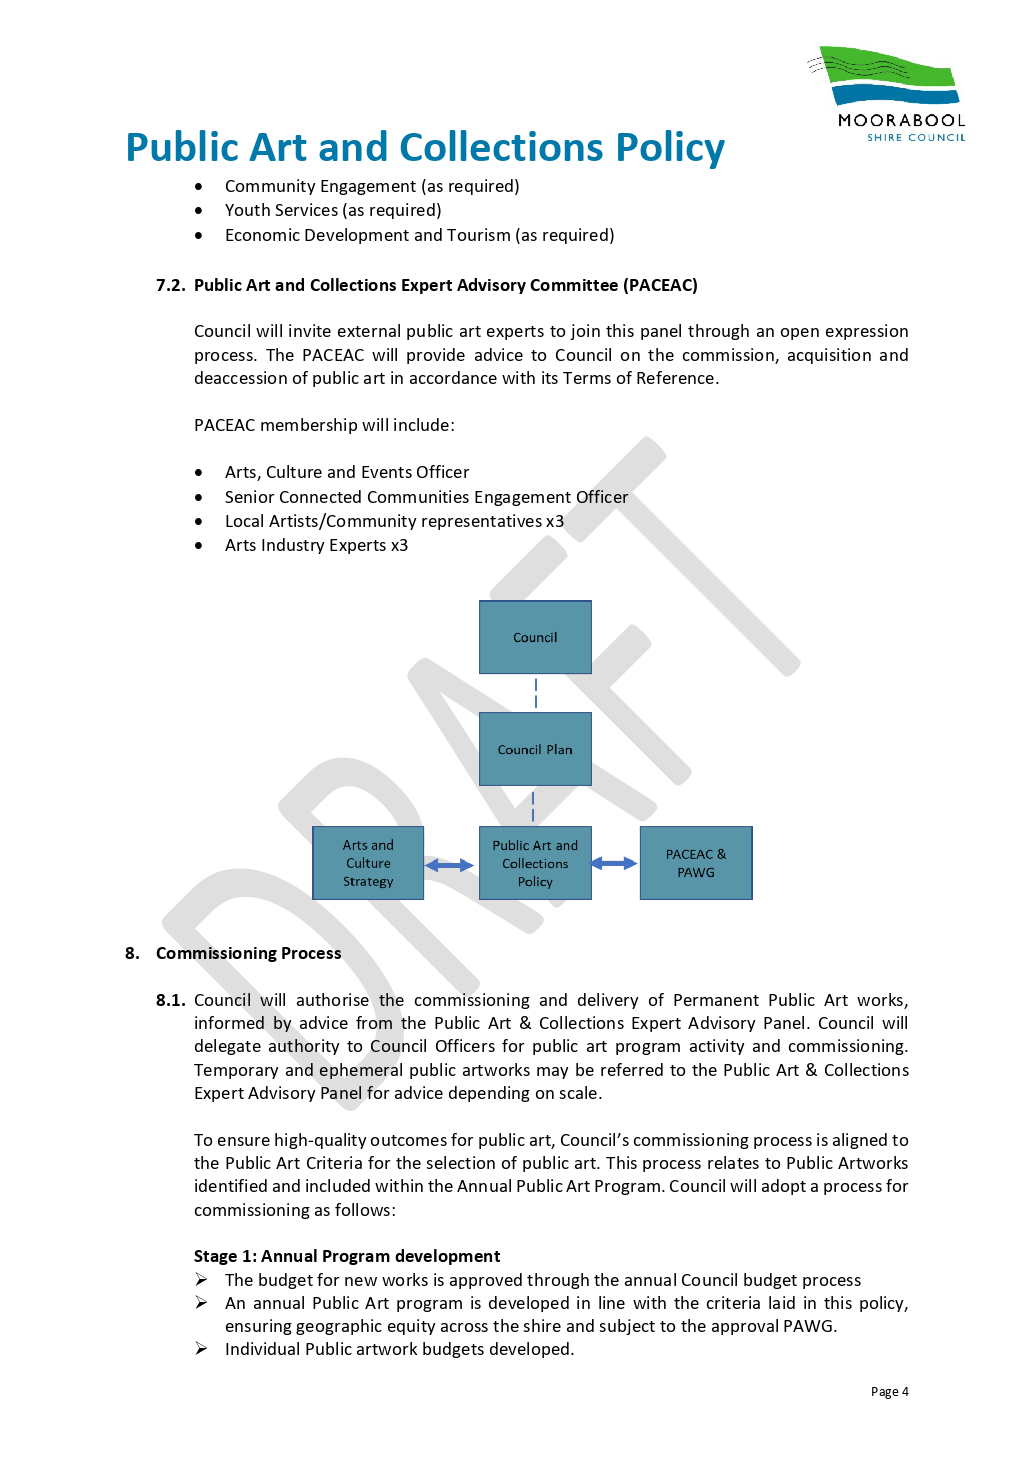 MOORABOOL
SHIRE COUNCIL
Public Art and Collections Policy
• Community Engagement (as required)
• Youth Services (as required)
• Economic Development and Tourism (as required)
7.2. Public Art and Collections Expert Advisory Committee (PACEAC)
Council will invite external public art experts to join this panel through an open expression
process. The PACEAC will provide advice to Council on the commission, acquisition and
deaccession of public art in accordance with its Terms of Reference.
PACEAC membership will include:
• Arts, Culture and Events Officer
• Senior Connected Communities Engagement Officer
• Local Artists/Community representatives x3
• Arts Industry Experts x3
DRAFT
Council
Council Plan
Arts and
Culture
Strategy
Public Art and
Collections
Policy
PACEAC &
PAWG
8. Commissioning Process
8.1. Council will authorise the commissioning and delivery of Permanent Public Art works,
informed by advice from the Public Art & Collections Expert Advisory Panel. Council will
delegate authority to Council Officers for public art program activity and commissioning.
Temporary and ephemeral public artworks may be referred to the Public Art & Collections
Expert Advisory Panel for advice depending on scale.
To ensure high-quality outcomes for public art, Council’s commissioning process is aligned to
the Public Art Criteria for the selection of public art. This process relates to Public Artworks
identified and included within the Annual Public Art Program. Council will adopt a process for
commissioning as follows:
Stage 1: Annual Program development
➢ The budget for new works is approved through the annual Council budget process
➢ An annual Public Art program is developed in line with the criteria laid in this policy,
ensuring geographic equity across the shire and subject to the approval PAWG.
➢ Individual Public artwork budgets developed.
Page 4